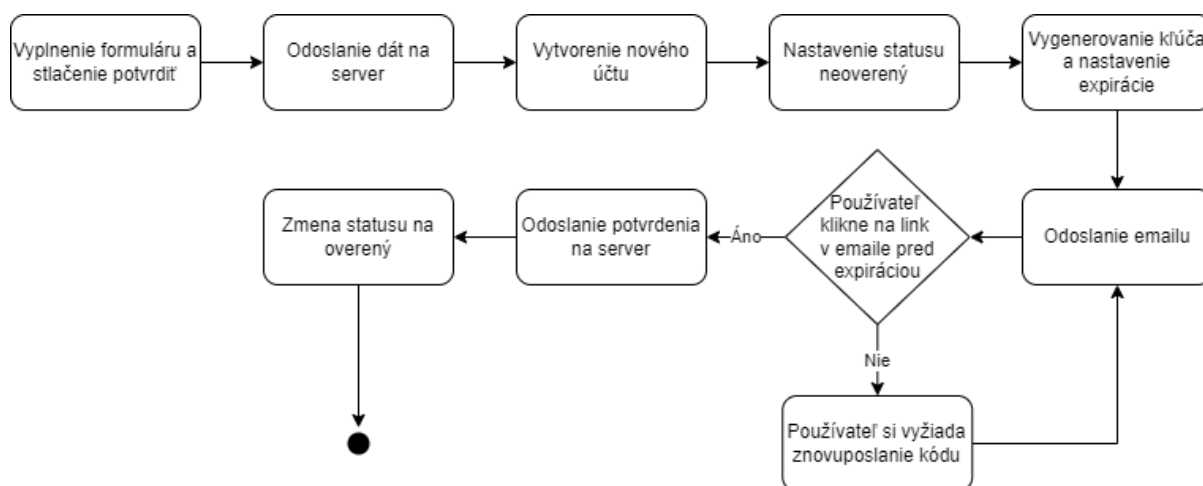 Vyplnenie formuláru a
stlačenie potvrdiť
Odoslanie dát na
server
Vytvorenie nového
účtu
Nastavenie statusu
neoverený
Vygenerovanie kľúča
a nastavenie
expirácie
Odoslanie emailu
Používateľ
klikne na link
v emaile pred
expiráciou
Áno
Odoslanie potvrdenia
na server
Zmena statusu na
overený
Nie
Používateľ si vyžiada
znovuposlanie kódu